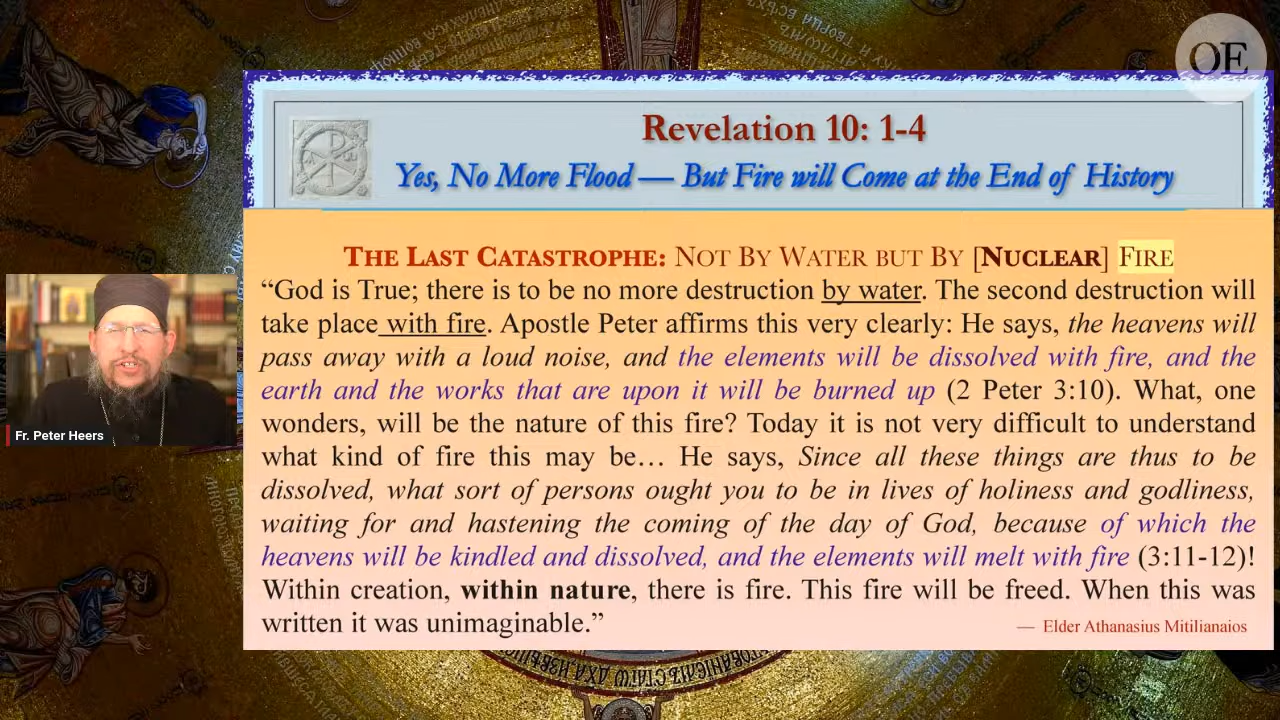 OE
Revelation 10: 1-4
Yes, No More Flood — But Fire will Come at the End of History
THE LAST CATASTROPHE: NOT BY WATER BUT BY [NUCLEAR] FIRE
“God is True; there is to be no more destruction by water. The second destruction will
take place with fire. Apostle Peter affirms this very clearly: He says, the heavens will
pass away with a loud noise, and the elements will be dissolved with fire, and the
earth and the works that are upon it will be burned up (2 Peter 3:10). What, one
wonders, will be the nature of this fire? Today it is not very difficult to understand
what kind of fire this may be… He says, Since all these things are thus to be
dissolved, what sort of persons ought you to be in lives of holiness and godliness,
waiting for and hastening the coming of the day of God, because of which the
heavens will be kindled and dissolved, and the elements will melt with fire (3:11-12)!
Within creation, within nature, there is fire. This fire will be freed. When this was
written it was unimaginable.”
— Elder Athanasius Mitilianaios
Fr. Peter Heers